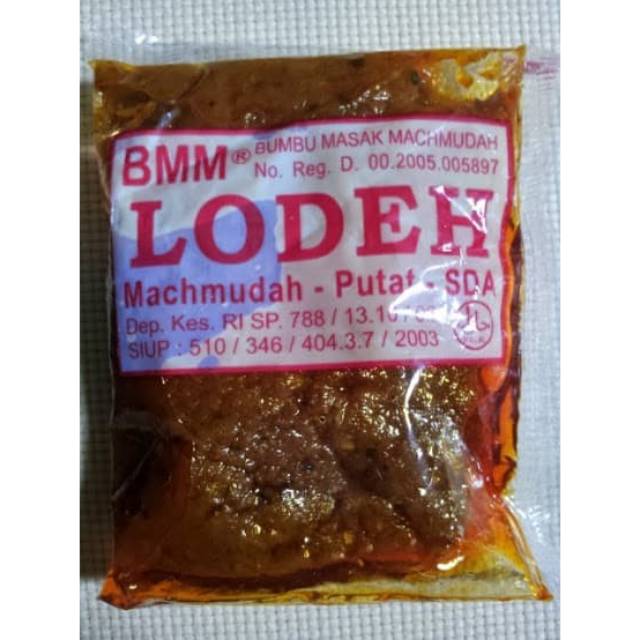 BMM® BUMBU MASAK MACHMUDAH
No. Reg. D. 00.2005.005897
LODEH
Machmudah - Putat - SDA
Dep. Kes. RI SP. 788 / 13.10 /
SIUP : 510 / 346 / 404.3.7 / 2003